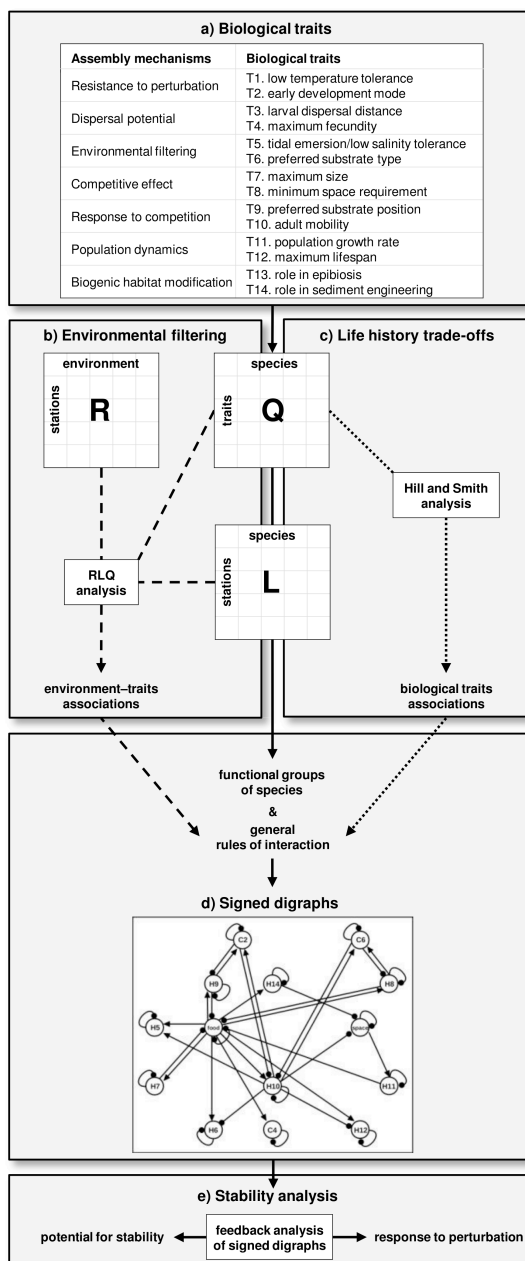 a) Biological traits
Assembly mechanisms Biological traits
Resistance to perturbation
T1. low temperature tolerance
T2. early development mode
Dispersal potential
T3. larval dispersal distance
T4. maximum fecundity
Environmental filtering
T5. tidal emersion/low salinity tolerance
T6. preferred substrate type
Competitive effect
T7. maximum size
T8. minimum space requirement
Response to competition
T9. preferred substrate position
T10. adult mobility
Population dynamics
T11. population growth rate
T12. maximum lifespan
Biogenic habitat modification
T13. role in epibiosis
T14. role in sediment engineering
b) Environmental filtering
environment
stations
R
species
traits
Q
RLQ
analysis
species
stations
L
environment–traits
associations
c) Life history trade-offs
Hill and Smith
analysis
biological traits
associations
functional groups
of species
&
general
rules of interaction
d) Signed digraphs
C2
C6
H9
H14
H8
H5
food
space
H7
H10
H11
H6
C4
H12
e) Stability analysis
potential for stability
feedback analysis
of signed digraphs
response to perturbation